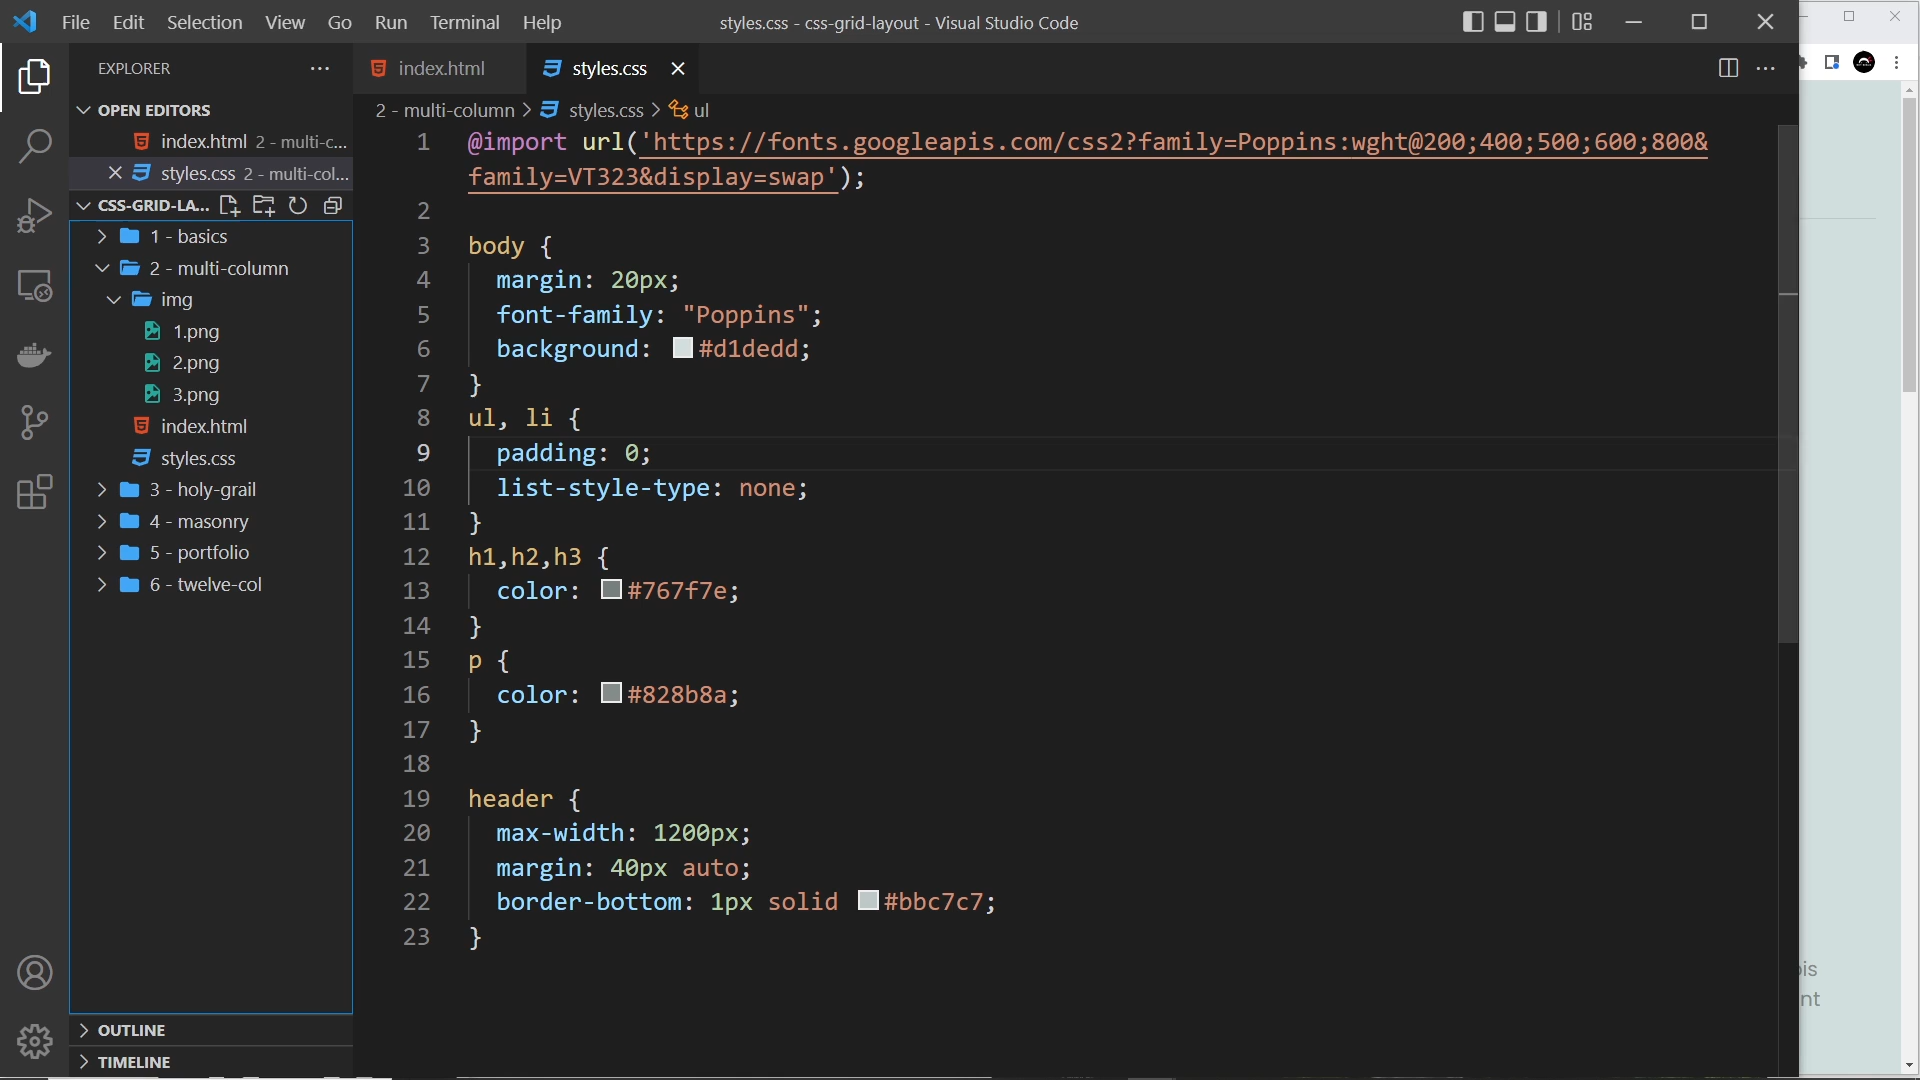 File Edit Selection View Go Run Terminal Help
styles.css - css-grid-layout - Visual Studio Code
EXPLORER
OPEN EDITORS
index.html 2 - multi-c...
styles.css 2 - multi-col...
CSS-GRID-LA...
1 - basics
2 - multi-column
img
1.png
2.png
3.png
index.html
styles.css
3 - holy-grail
4 - masonry
5 - portfolio
6 - twelve-col
OUTLINE
TIMELINE
index.html styles.css
2 - multi-column > styles.css > ul
1 @import url('https://fonts.googleapis.com/css2?family=Poppins:wght@200;400;500;600;800&
family=VT323&display=swap');
2
3 body {
4 margin: 20px;
5 font-family: "Poppins";
6 background: #d1dedd;
7 }
8 ul, li {
9 padding: 0;
10 list-style-type: none;
11 }
12 h1,h2,h3 {
13 color: #767f7e;
14 }
15 p {
16 color: #828b8a;
17 }
18
19 header {
20 max-width: 1200px;
21 margin: 40px auto;
22 border-bottom: 1px solid #bbc7c7;
23 }